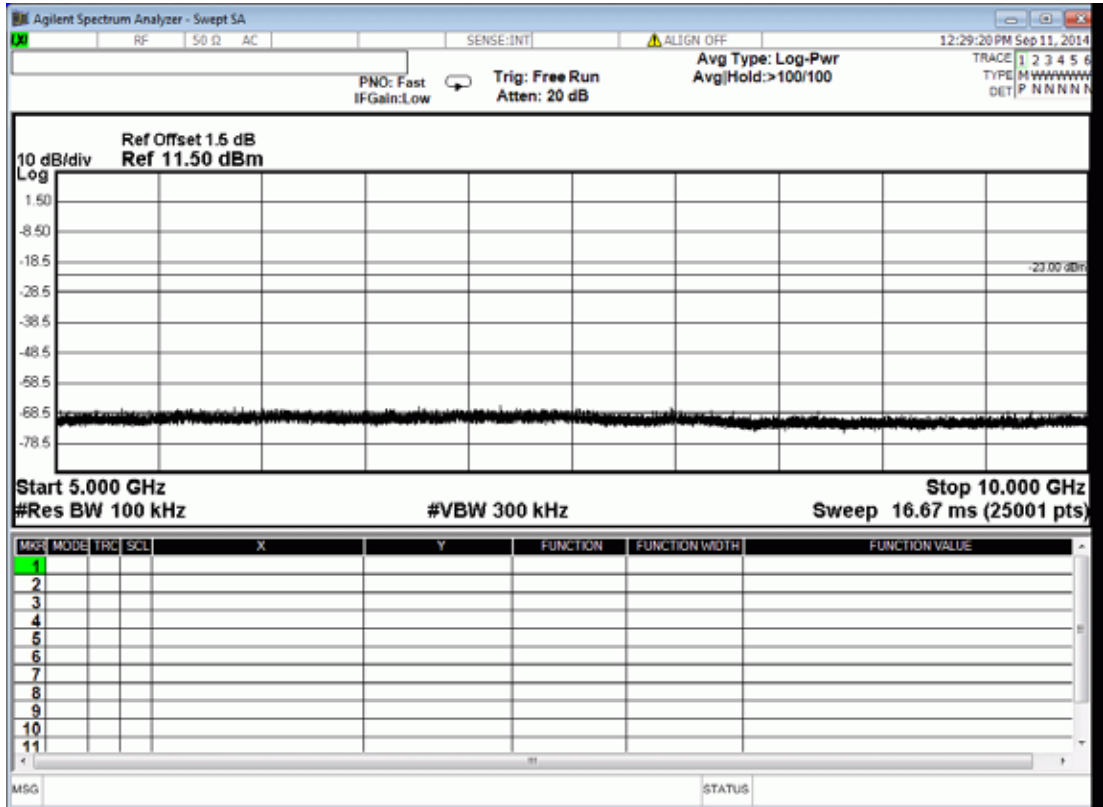 Agilent Spectrum Analyzer - Swept SA
LXI RF 50 Ω AC SENSE:INT ALIGN OFF 12:29:20 PM Sep 11, 2014
Avg Type: Log-Pwr
Avg|Hold:>100/100
TRACE 1 2 3 4 5 6
TYPE M WWWWW
DET P N N N N N
PNO: Fast
IFGain:Low
Trig: Free Run
Atten: 20 dB
Ref Offset 1.5 dB
10 dB/div Ref 11.50 dBm
Log
1.50
-8.50
-18.5
-23.00 dBm
-28.5
-38.5
-48.5
-58.5
-68.5
-78.5
Start 5.000 GHz Stop 10.000 GHz
#Res BW 100 kHz #VBW 300 kHz Sweep 16.67 ms (25001 pts)
MKR MODE TRC SCL X Y FUNCTION FUNCTION WIDTH FUNCTION VALUE
1
2
3
4
5
6
7
8
9
10
11
MSG STATUS